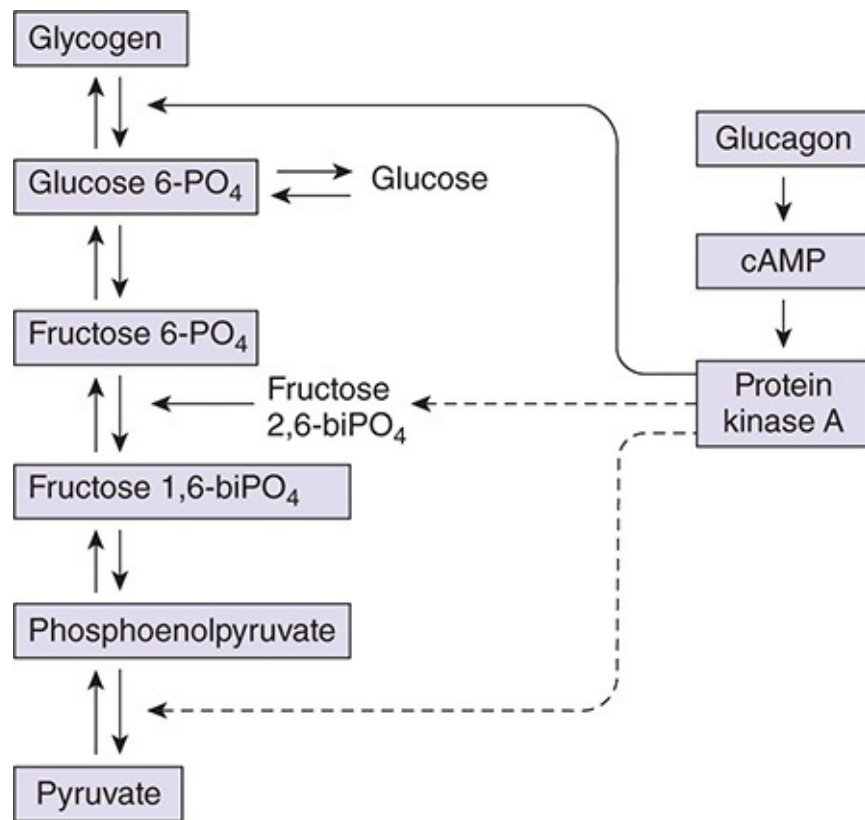 Glycogen
Glucagon
Glucose 6-PO₄
Glucose
cAMP
Fructose 6-PO₄
Protein
kinase A
Fructose
2,6-biPO₄
Fructose 1,6-biPO₄
Phosphoenolpyruvate
Pyruvate